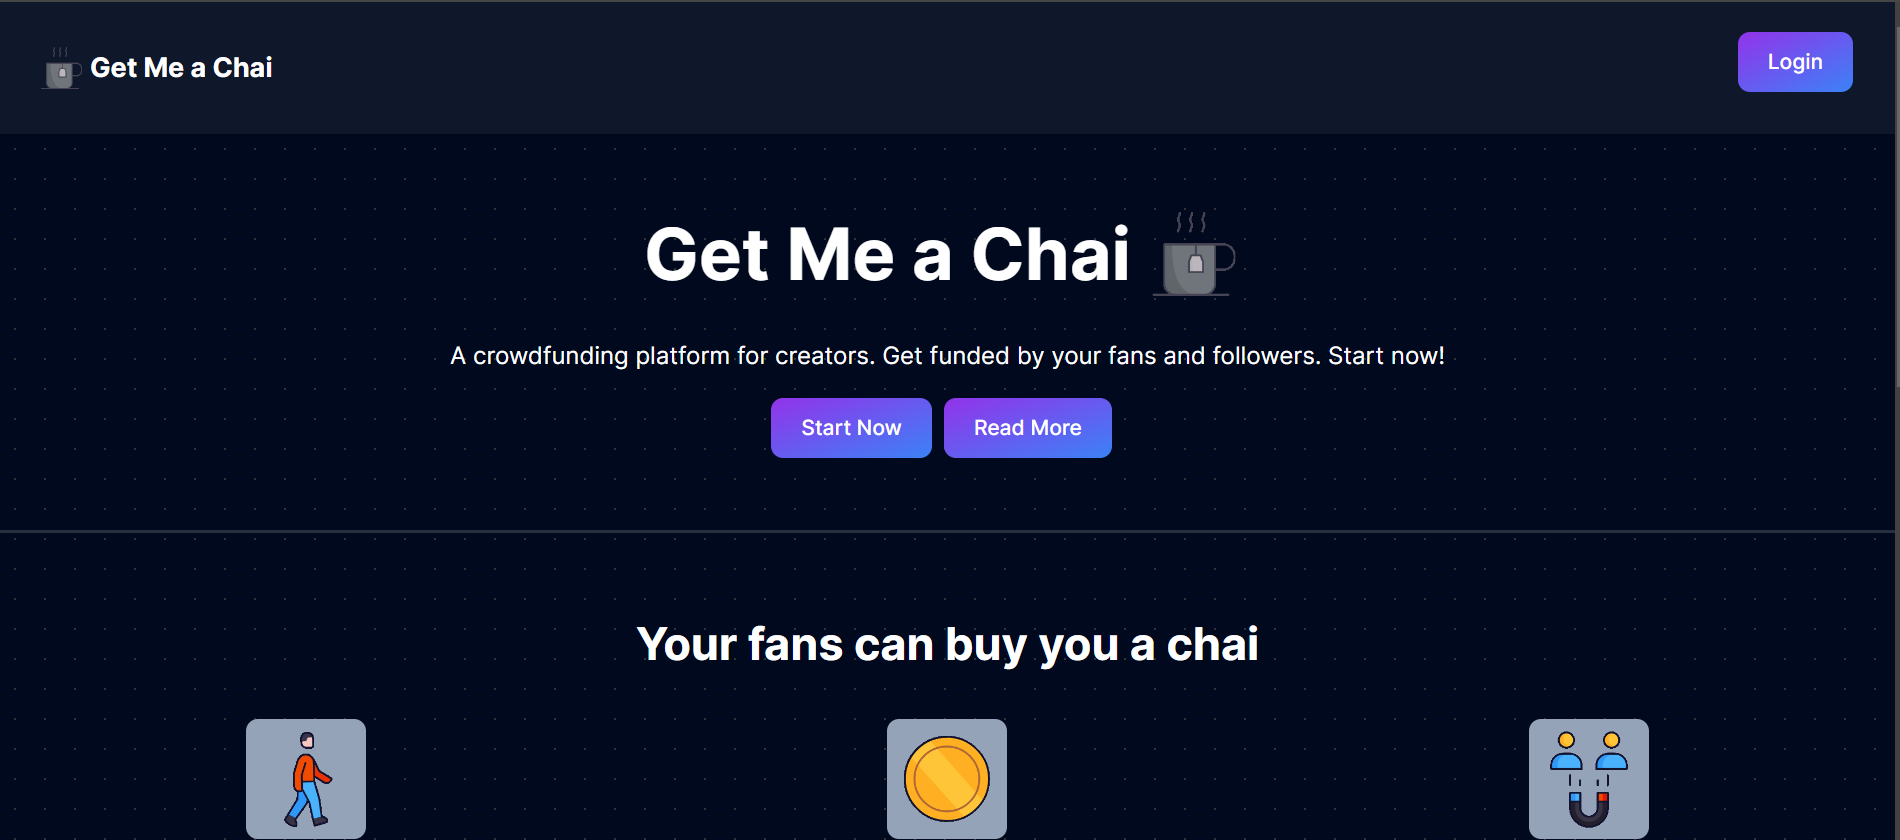 Get Me a Chai
Login
Get Me a Chai
A crowdfunding platform for creators. Get funded by your fans and followers. Start now!
Start Now
Read More
Your fans can buy you a chai